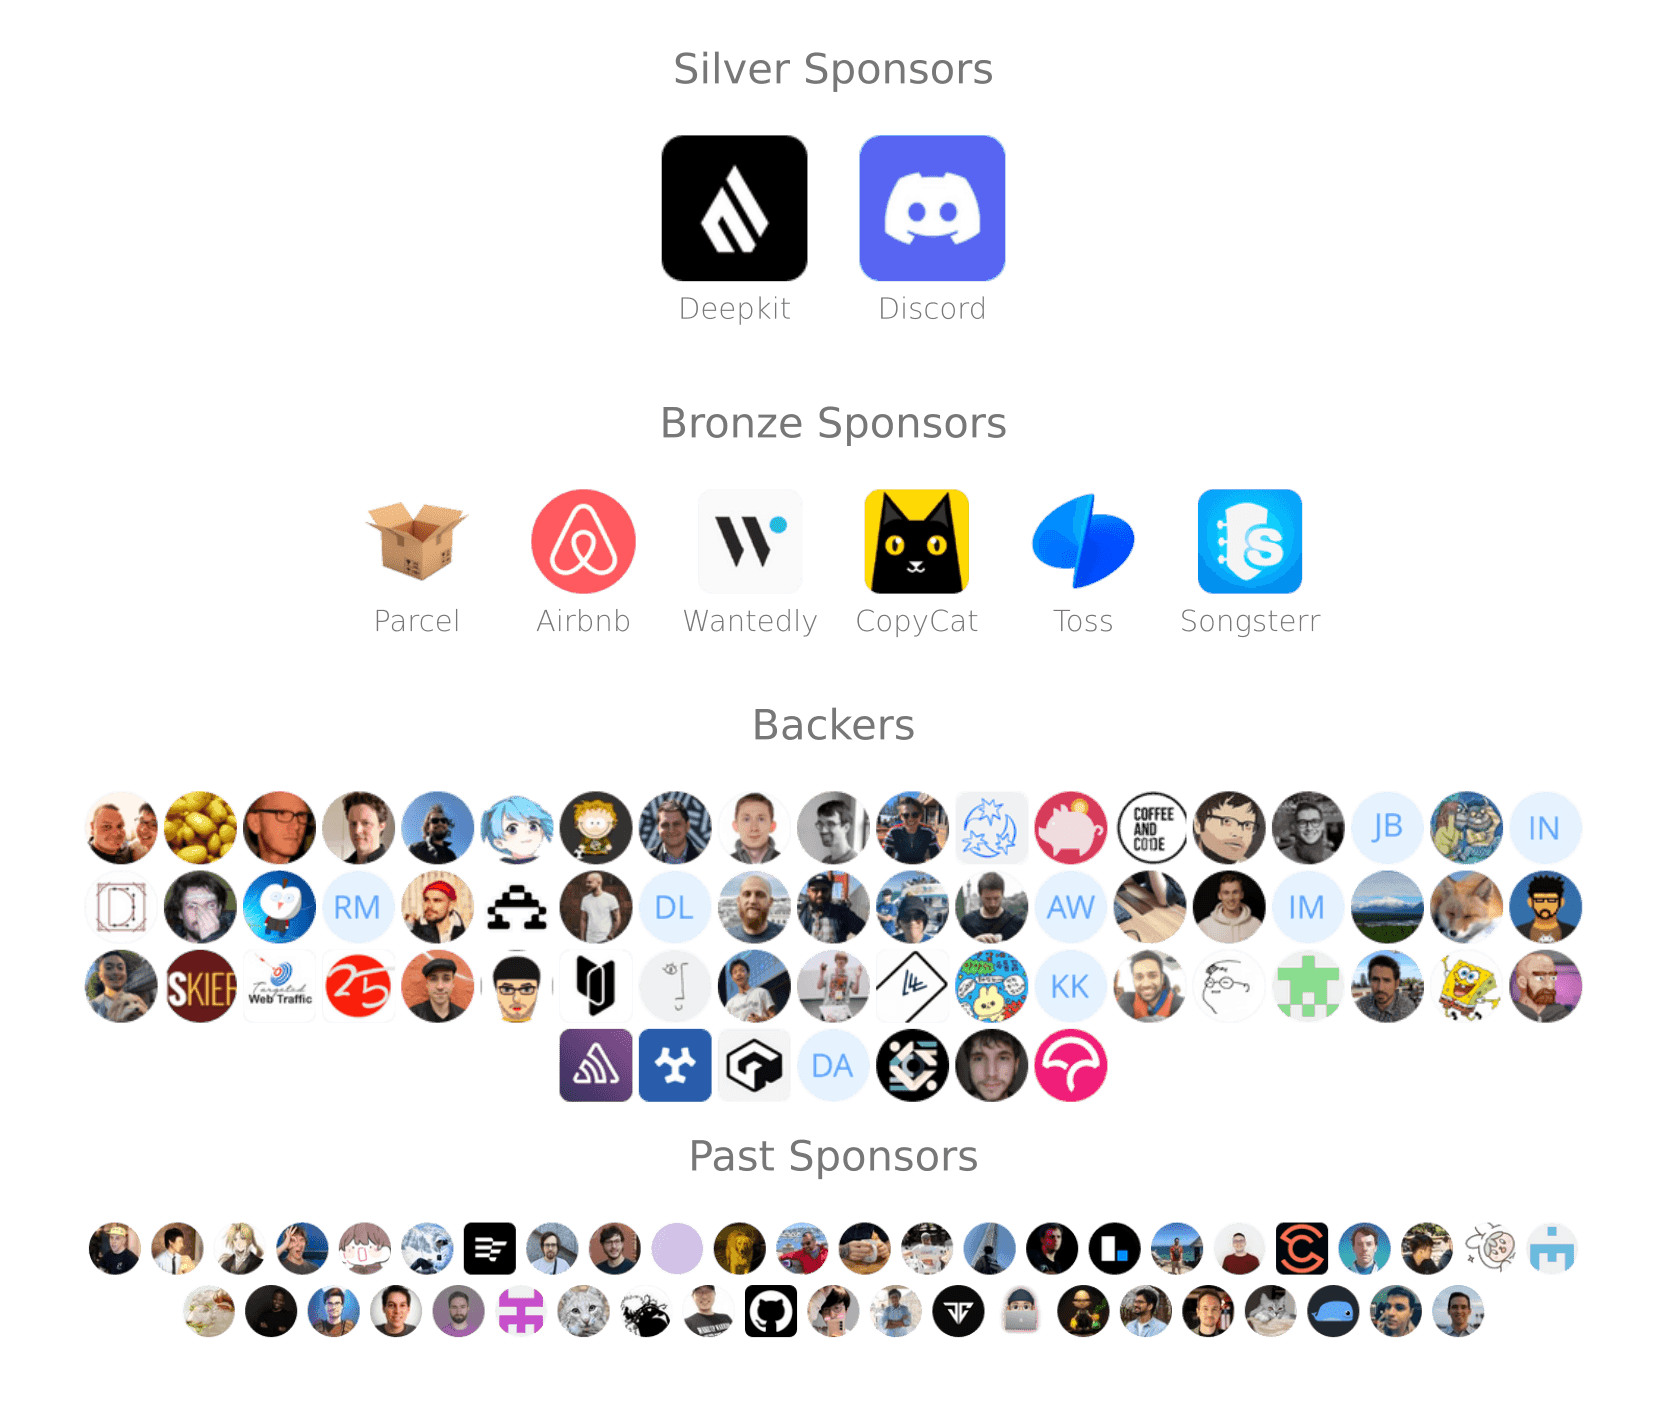 Silver Sponsors
Deepkit Discord
Bronze Sponsors
Parcel Airbnb Wantedly CopyCat Toss Songsterr
Backers
COFFEE
AND
CODE
JB
IN
RM
DL
AW
IM
SKIEF
Targeted
Web Traffic
25
KK
DA
Past Sponsors